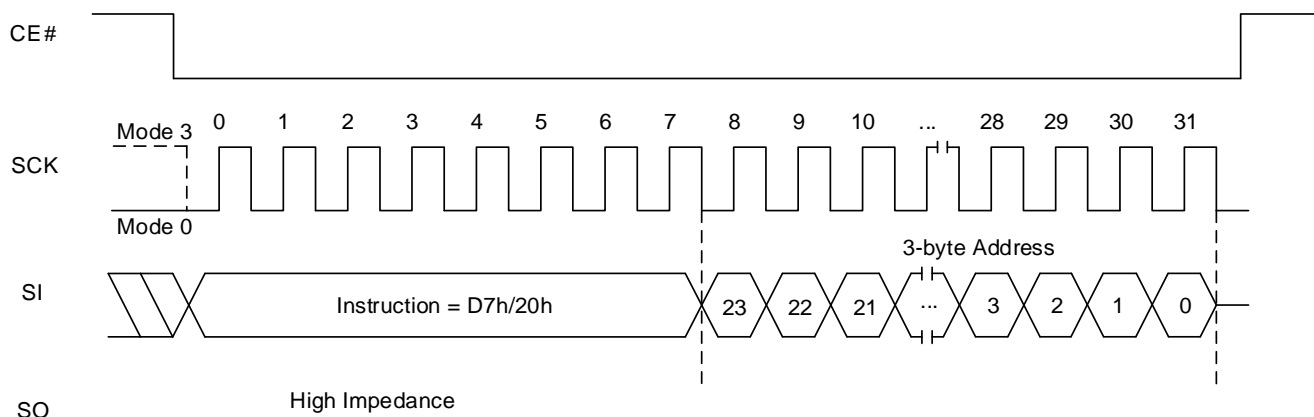 CE#
Mode 3
0 1 2 3 4 5 6 7 8 9 10 ... 28 29 30 31
SCK
Mode 0
3-byte Address
SI
Instruction = D7h/20h
23 22 21 ... 3 2 1 0
High Impedance
SO